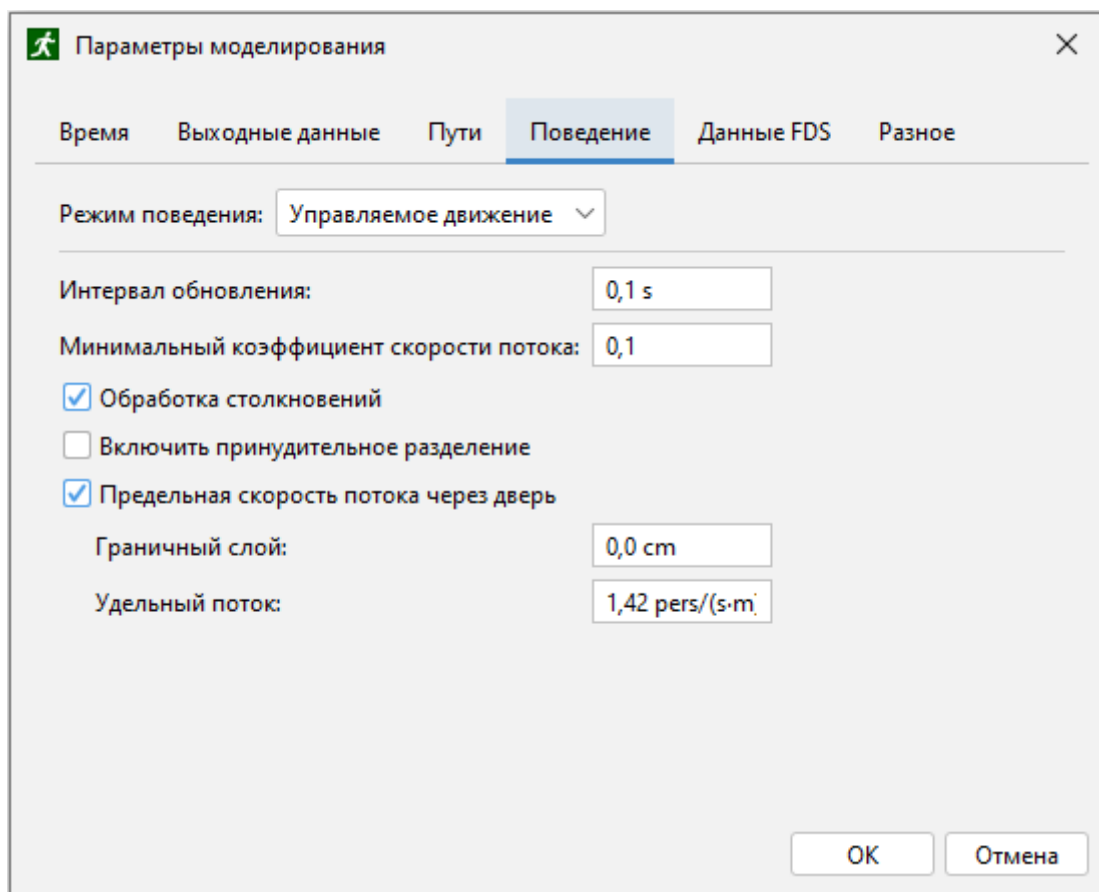 Параметры моделирования
Время Выходные данные Пути Поведение Данные FDS Разное
Режим поведения: Управляемое движение
Интервал обновления: 0,1 s
Минимальный коэффициент скорости потока: 0,1
Обработка столкновений
Включить принудительное разделение
Предельная скорость потока через дверь
Граничный слой: 0,0 cm
Удельный поток: 1,42 pers/(s·m)
OK Отмена